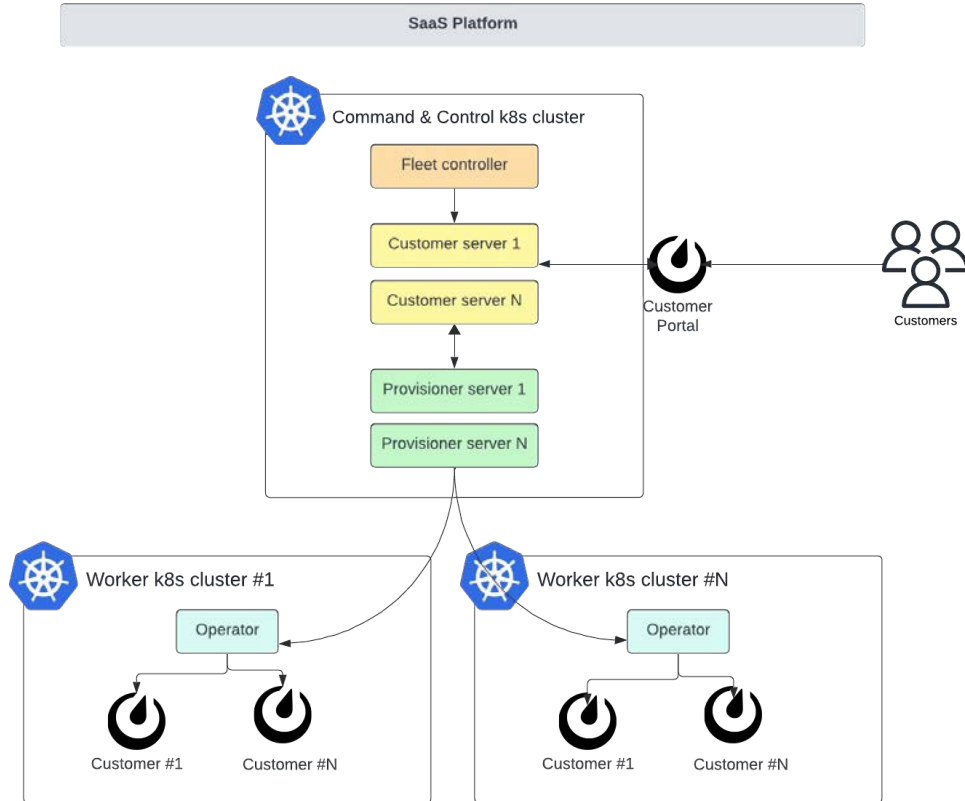 SaaS Platform
Command & Control k8s cluster
Fleet controller
Customer server 1
Customer server N
Customer
Portal
Customers
Provisioner server 1
Provisioner server N
Worker k8s cluster #1
Operator
Customer #1
Customer #N
Worker k8s cluster #N
Operator
Customer #1
Customer #N